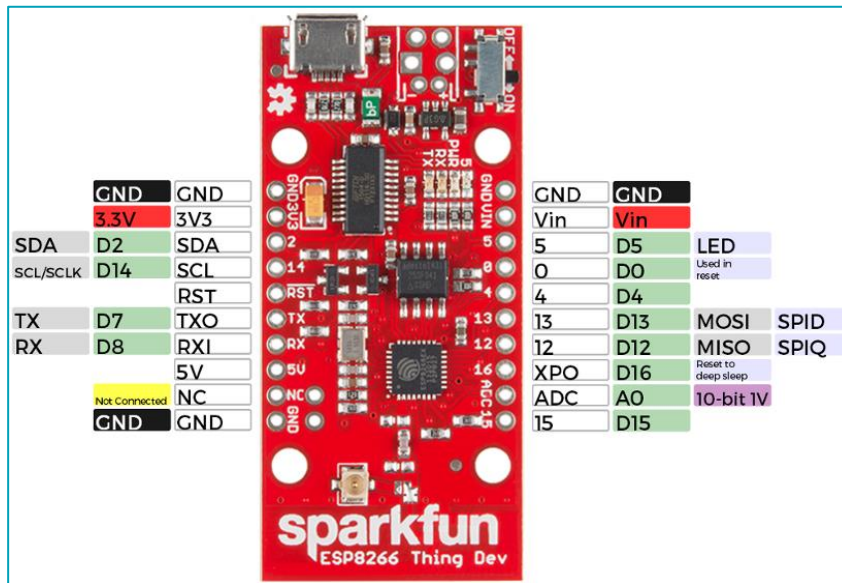 OFF
ON
bP
TX
RX
PWR
5
GND GND
3.3V 3V3
SDA D2 SDA
SCL/SCLK D14 SCL
RST
TX D7 TXO
RX D8 RXI
5V
Not Connected NC
GND GND
GND
3V3
2
14
RST
TX
RX
5V
NC
GND
GND
VIN
5
0
4
13
12
16
ADC
15
GND GND
Vin Vin
5 D5 LED
0 D0 Used in
reset
4 D4
13 D13 MOSI SPID
12 D12 MISO SPIQ
XPO D16 Reset to
deep sleep
ADC A0 10-bit 1V
15 D15
sparkfun
ESP8266 Thing Dev